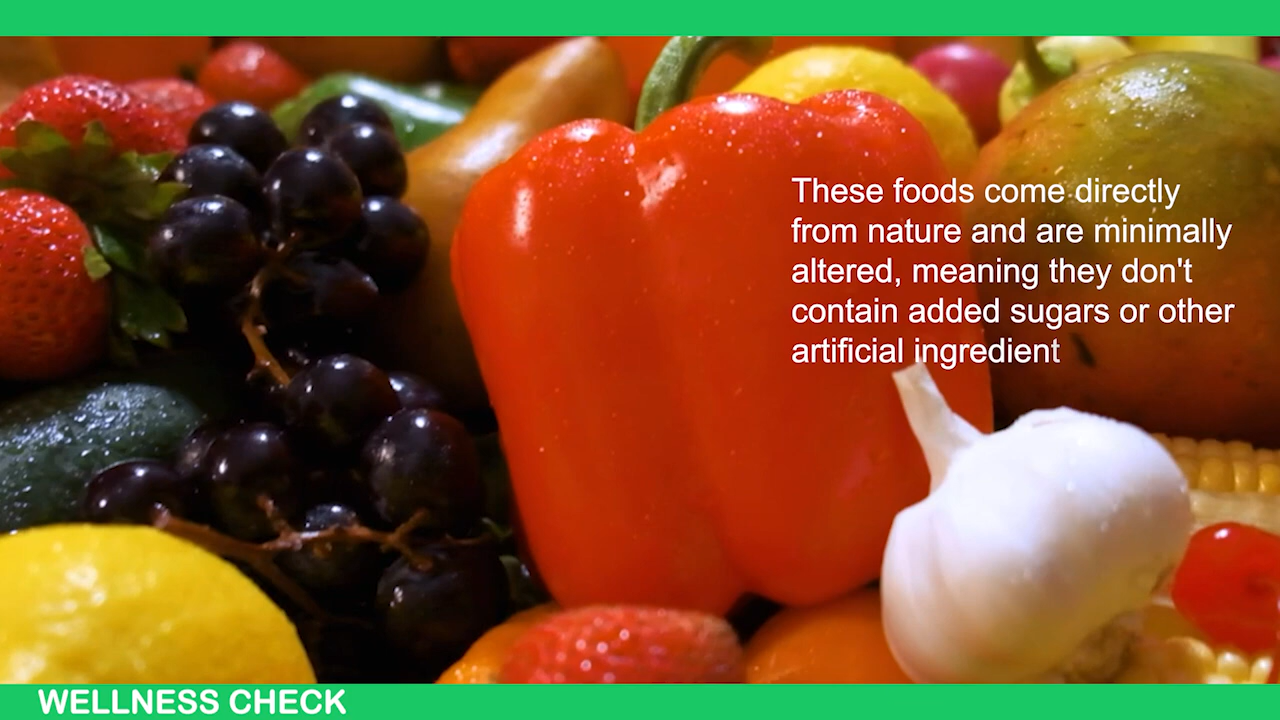 These foods come directly
from nature and are minimally
altered, meaning they don't
contain added sugars or other
artificial ingredient
WELLNESS CHECK